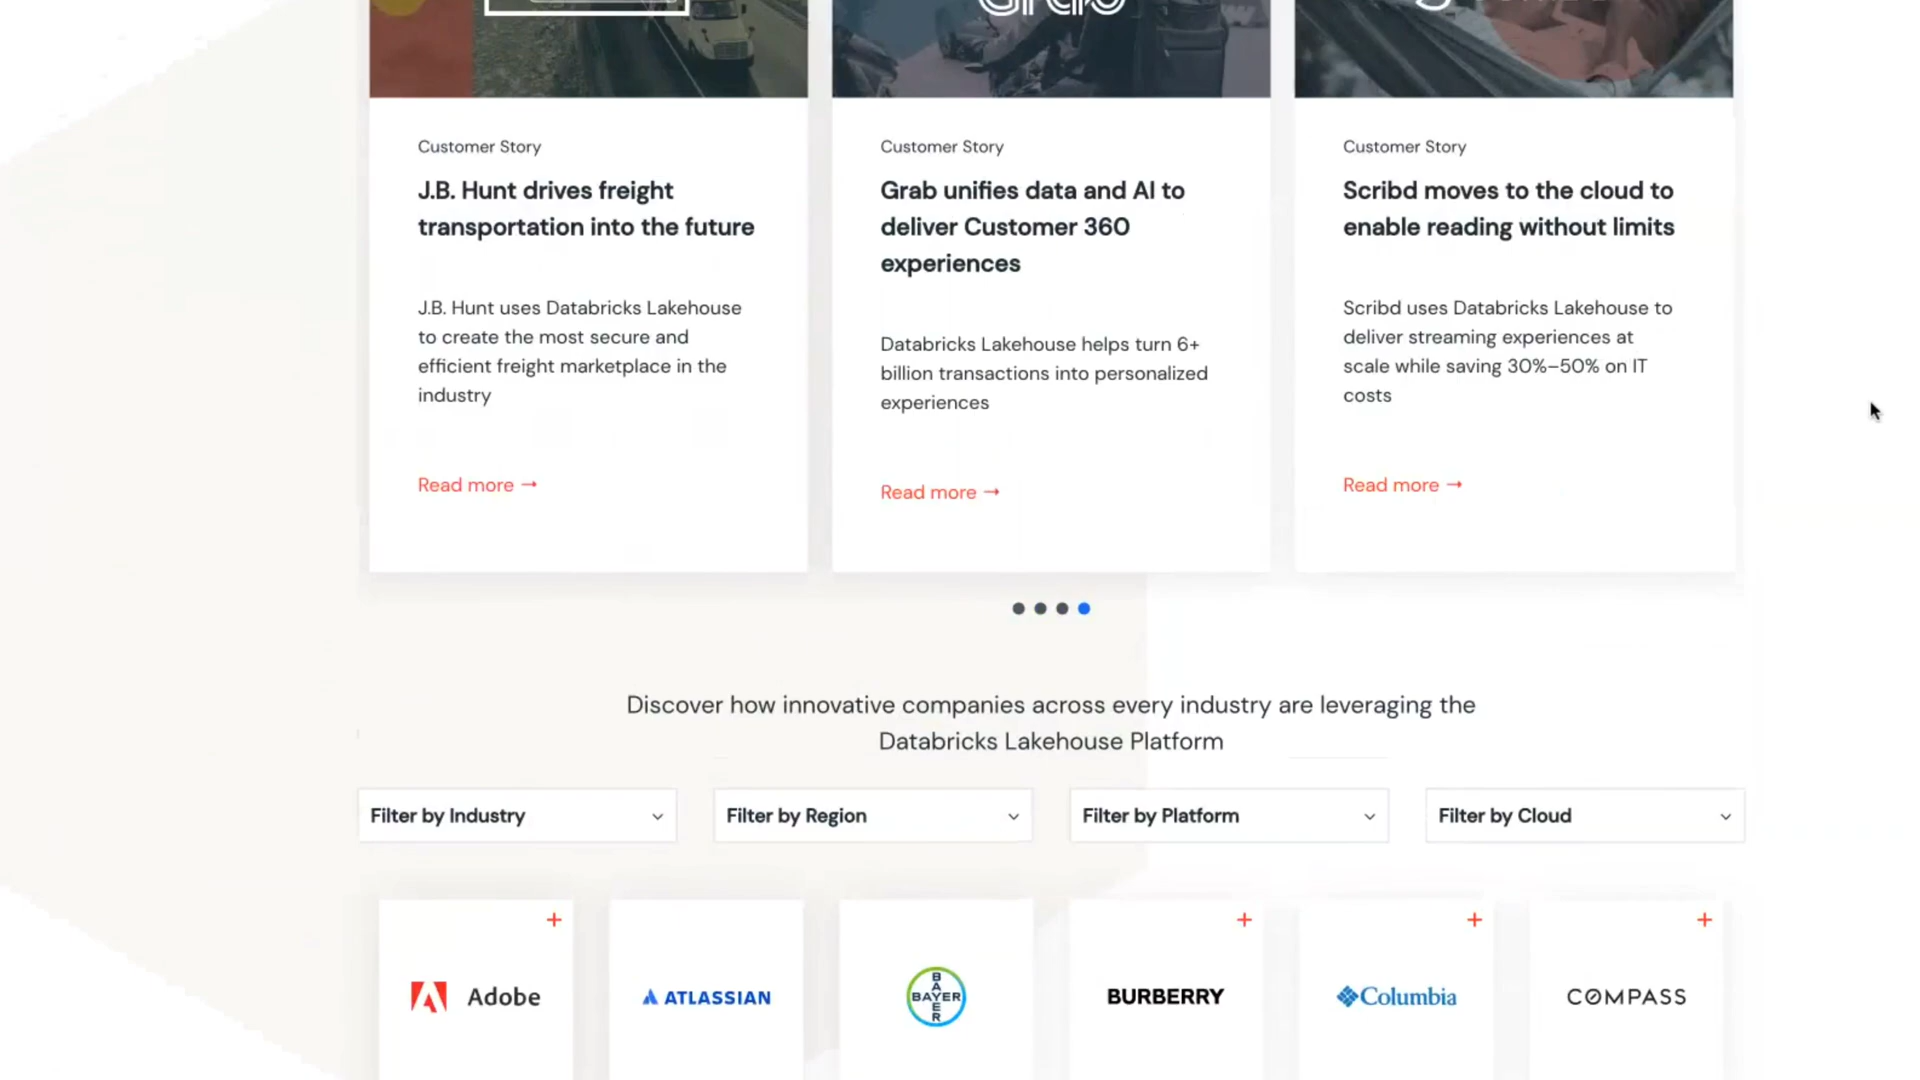 Grab
Customer Story
J.B. Hunt drives freight
transportation into the future
J.B. Hunt uses Databricks Lakehouse
to create the most secure and
efficient freight marketplace in the
industry
Read more →
Customer Story
Grab unifies data and AI to
deliver Customer 360
experiences
Databricks Lakehouse helps turn 6+
billion transactions into personalized
experiences
Read more →
Customer Story
Scribd moves to the cloud to
enable reading without limits
Scribd uses Databricks Lakehouse to
deliver streaming experiences at
scale while saving 30%–50% on IT
costs
Read more →
Discover how innovative companies across every industry are leveraging the
Databricks Lakehouse Platform
Filter by Industry
Filter by Region
Filter by Platform
Filter by Cloud
+
+
+
+
Adobe
ATLASSIAN
BAYER
BAYER
BURBERRY
Columbia
COMPASS